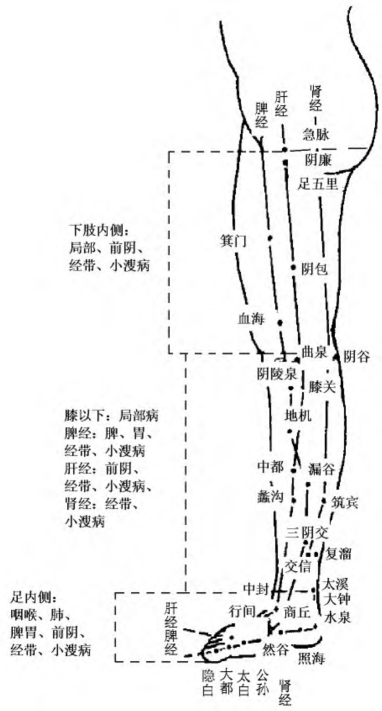 脾经
肝经
肾经
急脉
阴廉
足五里
下肢内侧：
局部、前阴、
经带、小溲病
箕门
阴包
血海
曲泉
阴谷
阴陵泉
膝关
膝以下：局部病
脾经：脾、胃、
经带、小溲病
肝经：前阴、
经带、小溲病、
肾经：经带、
小溲病
地机
中都
漏谷
蠡沟
筑宾
三阴交
复溜
交信
中封
太溪
大钟
足内侧：
咽喉、肺、
脾胃、前阴、
经带、小溲病
肝经
脾经
行间
商丘
水泉
然谷
照海
隐白
大都
太白
公孙
肾经